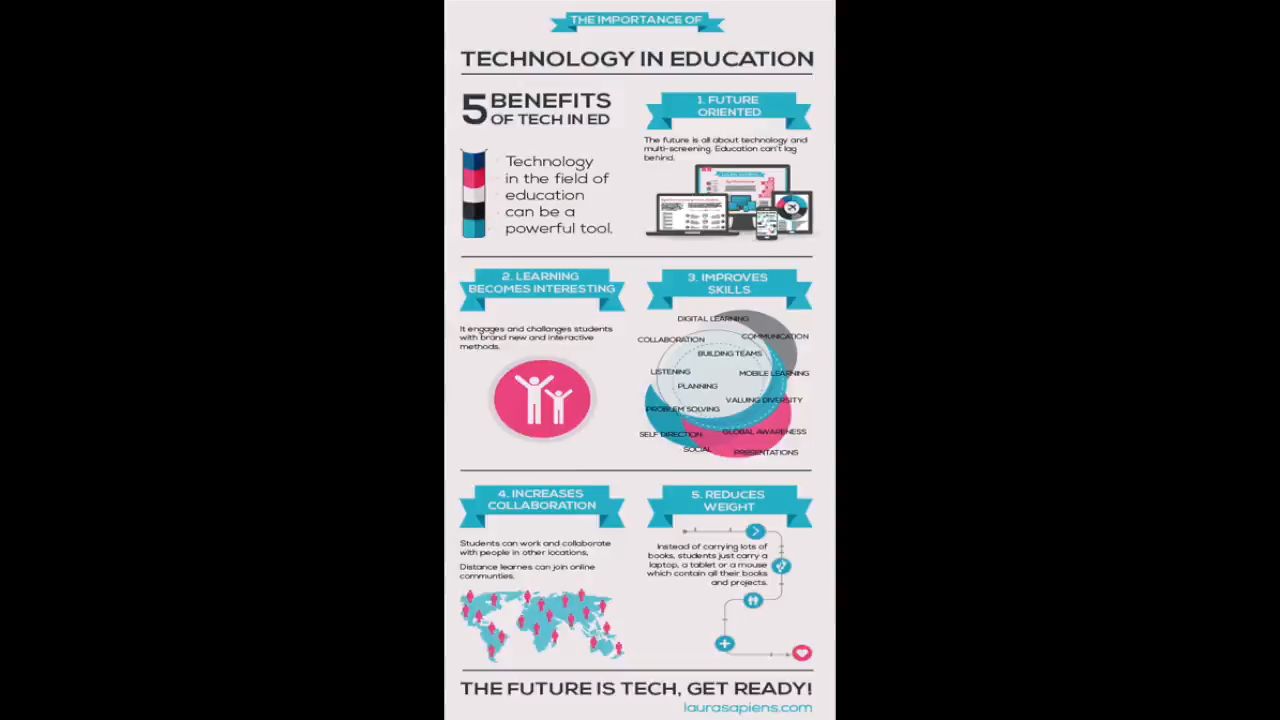 THE IMPORTANCE OF
TECHNOLOGY IN EDUCATION
5 BENEFITS
OF TECH IN ED
Technology
in the field of
education
can be a
powerful tool.
1. FUTURE
ORIENTED
The future is all about technology and
multi-screening. Education can't lag
behind.
2. LEARNING
BECOMES INTERESTING
It engages and challanges students
with brand new and interactive
methods.
3. IMPROVES
SKILLS
DIGITAL LEARNING
COMMUNICATION
COLLABORATION
BUILDING TEAMS
LISTENING
MOBILE LEARNING
PLANNING
VALUING DIVERSITY
PROBLEM SOLVING
SELF DIRECTION
GLOBAL AWARENESS
SOCIAL
PRESENTATIONS
4. INCREASES
COLLABORATION
Students can work and collaborate
with people in other locations,
Distance learnes can join online
communties.
5. REDUCES
WEIGHT
Instead of carrying lots of
books, students just carry a
laptop, a tablet or a mouse
which contain all their books
and projects.
THE FUTURE IS TECH, GET READY!
laurasapiens.com